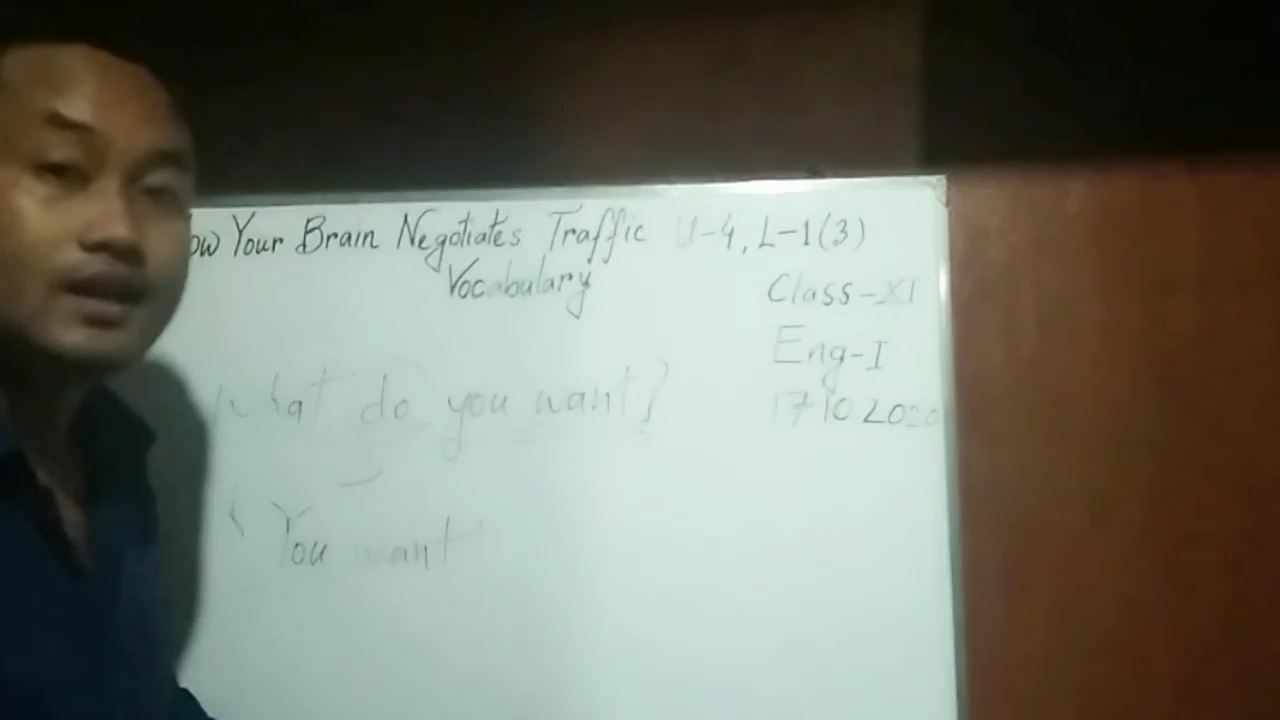 ow Your Brain Negotiates Traffic U-4, L-1(3)
Vocabulary
Class-XI
Eng-I
17 10 2020
What do you want?
You want